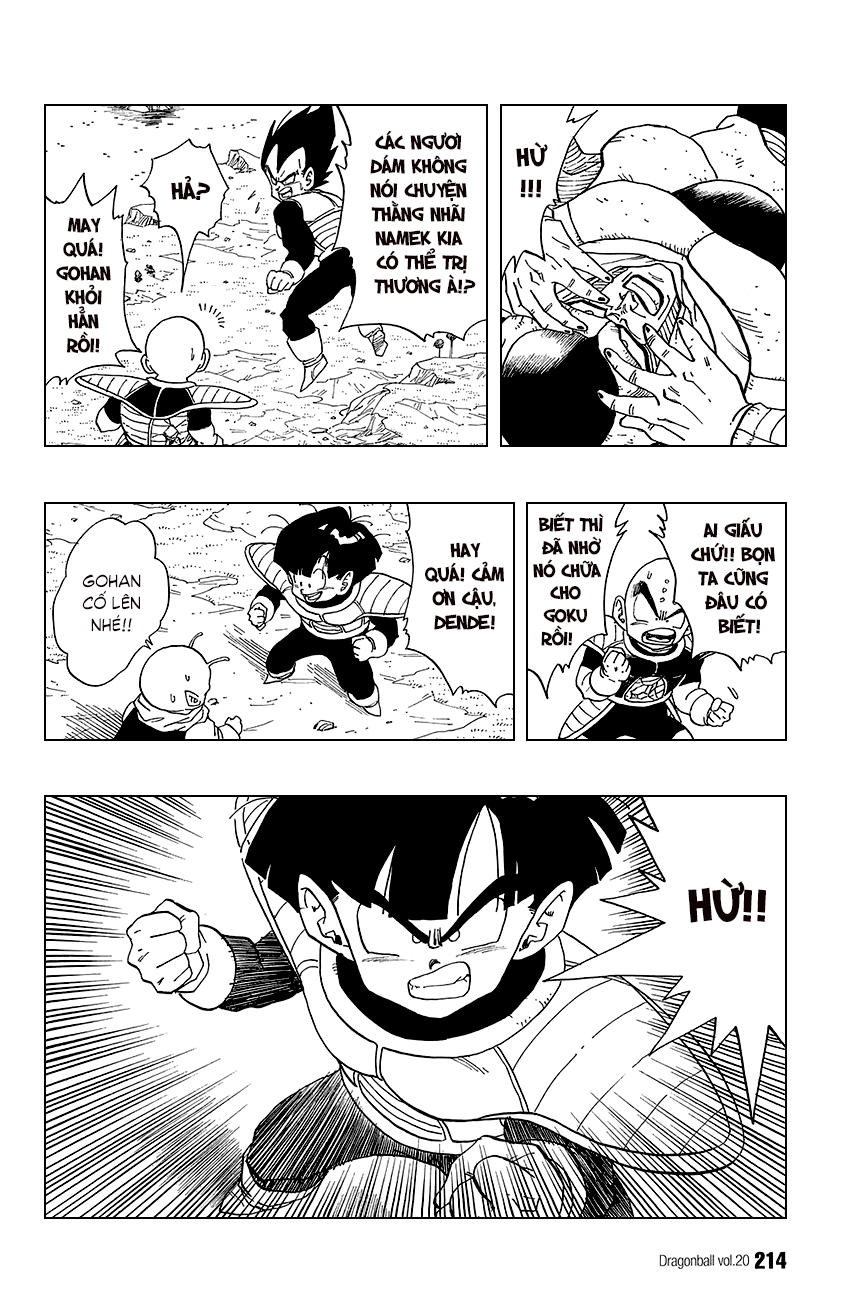 HỪ
!!!
CÁC NGƯƠI
DÁM KHÔNG
NÓI CHUYỆN
THẰNG NHÃI
NAMEK KIA
CÓ THỂ TRỊ
THƯƠNG À!?
HẢ?
MAY
QUÁ!
GOHAN
KHỎI
HẲN
RỒI!
AI GIẤU
CHỨ!! BỌN
TA CŨNG
ĐÂU CÓ
BIẾT!
BIẾT THÌ
ĐÃ NHỜ
NÓ CHỮA
CHO
GOKU
RỒI!
HAY
QUÁ! CẢM
ƠN CẬU,
DENDE!
GOHAN
CỐ LÊN
NHÉ!!
HỪ!!
Dragonball vol.20 214